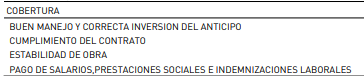 COBERTURA
BUEN MANEJO Y CORRECTA INVERSION DEL ANTICIPO
CUMPLIMIENTO DEL CONTRATO
ESTABILIDAD DE OBRA
PAGO DE SALARIOS,PRESTACIONES SOCIALES E INDEMNIZACIONES LABORALES